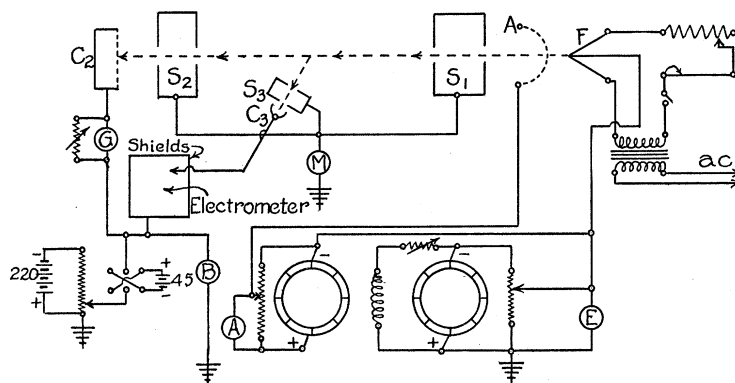 A
F
C2
S2
S1
S3
C3
G
Shields
M
ac
Electrometer
220
45
B
A
E
- + + - - + - +